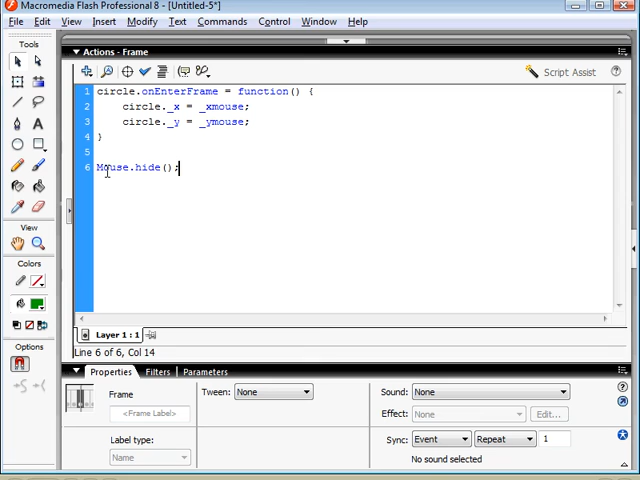 Macromedia Flash Professional 8 - [Untitled-5*]
File Edit View Insert Modify Text Commands Control Window Help
Tools
Actions - Frame
Script Assist
1 circle.onEnterFrame = function() {
2 circle._x = _xmouse;
3 circle._y = _ymouse;
4 }
5
6 Mouse.hide();
View
Colors
Options
Layer 1 : 1
Line 6 of 6, Col 14
Properties Filters Parameters
Frame
<Frame Label>
Label type:
Name
Tween: None
Sound: None
Effect: None Edit...
Sync: Event Repeat 1
No sound selected